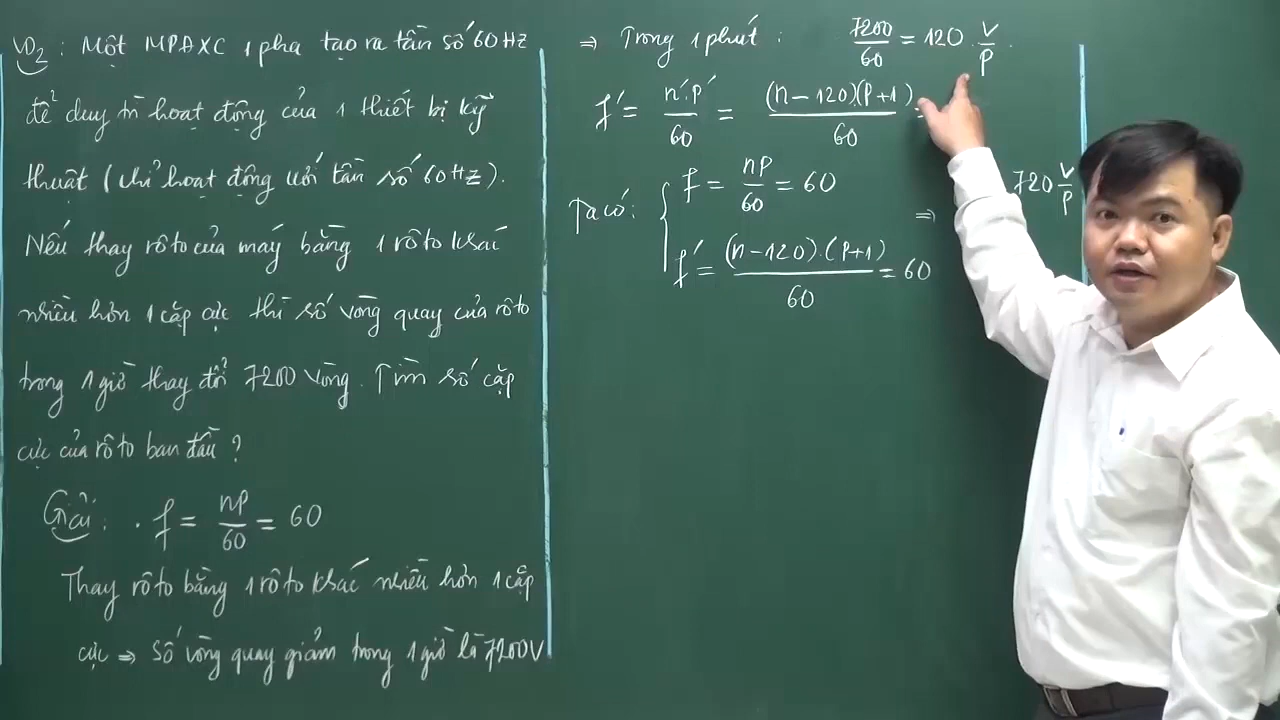 VD2: Một MPĐXC 1 pha tạo ra tần số 60 Hz
để duy trì hoạt động của 1 thiết bị kỹ
thuật (chỉ hoạt động với tần số 60 Hz).
Nếu thay rôto của máy bằng 1 rôto khác
nhiều hơn 1 cặp cực thì số vòng quay của rôto
trong 1 giờ thay đổi 7200 vòng. Tìm số cặp
cực của rôto ban đầu?
Giải: . f = np/60 = 60
Thay rôto bằng 1 rôto khác nhiều hơn 1 cặp
cực ⇒ số vòng quay giảm trong 1 giờ là 7200V
⇒ Trong 1 phút: 7200/60 = 120 v/p.
f' = n'.p'/60 = (n-120)(p+1)/60 =
Ta có: { f = np/60 = 60
f' = (n-120).(p+1)/60 = 60
⇒ 720 v/p